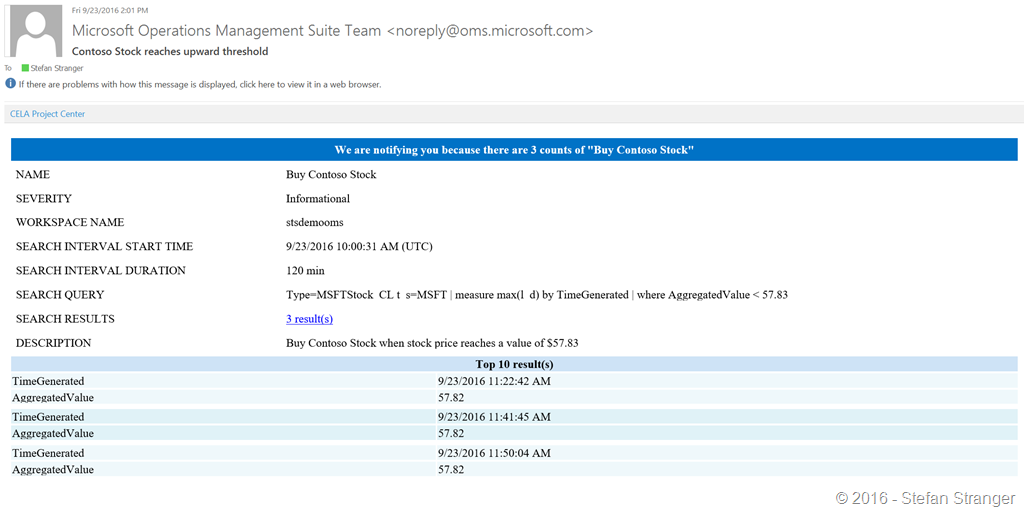 Fri 9/23/2016 2:01 PM
Microsoft Operations Management Suite Team <noreply@oms.microsoft.com>
Contoso Stock reaches upward threshold
To Stefan Stranger
If there are problems with how this message is displayed, click here to view it in a web browser.
CELA Project Center
We are notifying you because there are 3 counts of "Buy Contoso Stock"
NAME Buy Contoso Stock
SEVERITY Informational
WORKSPACE NAME stsdemooms
SEARCH INTERVAL START TIME 9/23/2016 10:00:31 AM (UTC)
SEARCH INTERVAL DURATION 120 min
SEARCH QUERY Type=MSFTStock_CL t_s=MSFT | measure max(l_d) by TimeGenerated | where AggregatedValue < 57.83
SEARCH RESULTS 3 result(s)
DESCRIPTION Buy Contoso Stock when stock price reaches a value of $57.83
Top 10 result(s)
TimeGenerated 9/23/2016 11:22:42 AM
AggregatedValue 57.82
TimeGenerated 9/23/2016 11:41:45 AM
AggregatedValue 57.82
TimeGenerated 9/23/2016 11:50:04 AM
AggregatedValue 57.82
© 2016 - Stefan Stranger